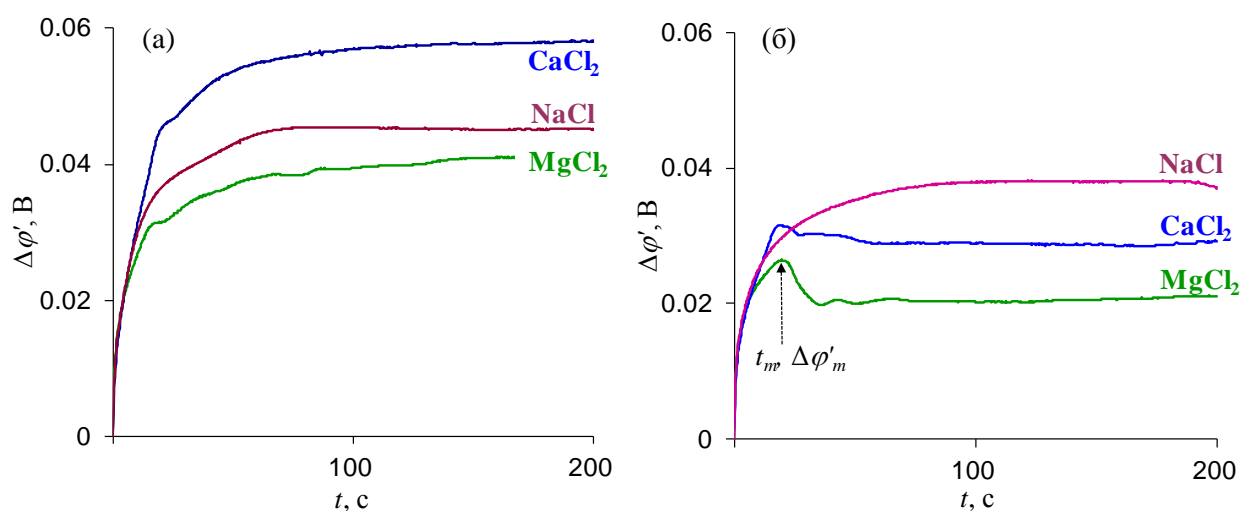 (а)
0.06
0.04
0.02
0
Δφ′, В
CaCl₂
NaCl
MgCl₂
100
200
t, с
(б)
0.06
0.04
0.02
0
Δφ′, В
NaCl
CaCl₂
MgCl₂
tₘ, Δφ′ₘ
100
200
t, с